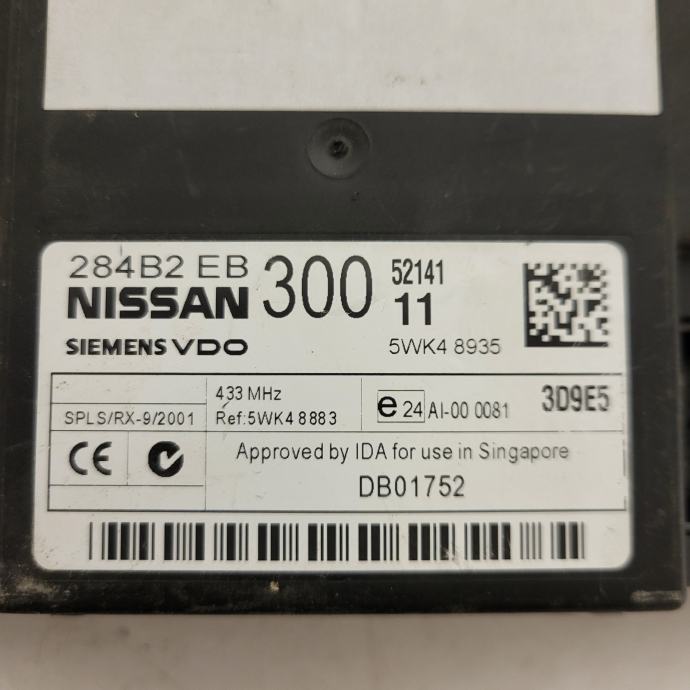 284B2 EB 300 52141
NISSAN 11
SIEMENS VDO 5WK4 8935
433 MHz
SPLS/RX-9/2001 Ref:5WK4 8883 e 24 AI-00 0081 3D9E5
CE Approved by IDA for use in Singapore
DB01752